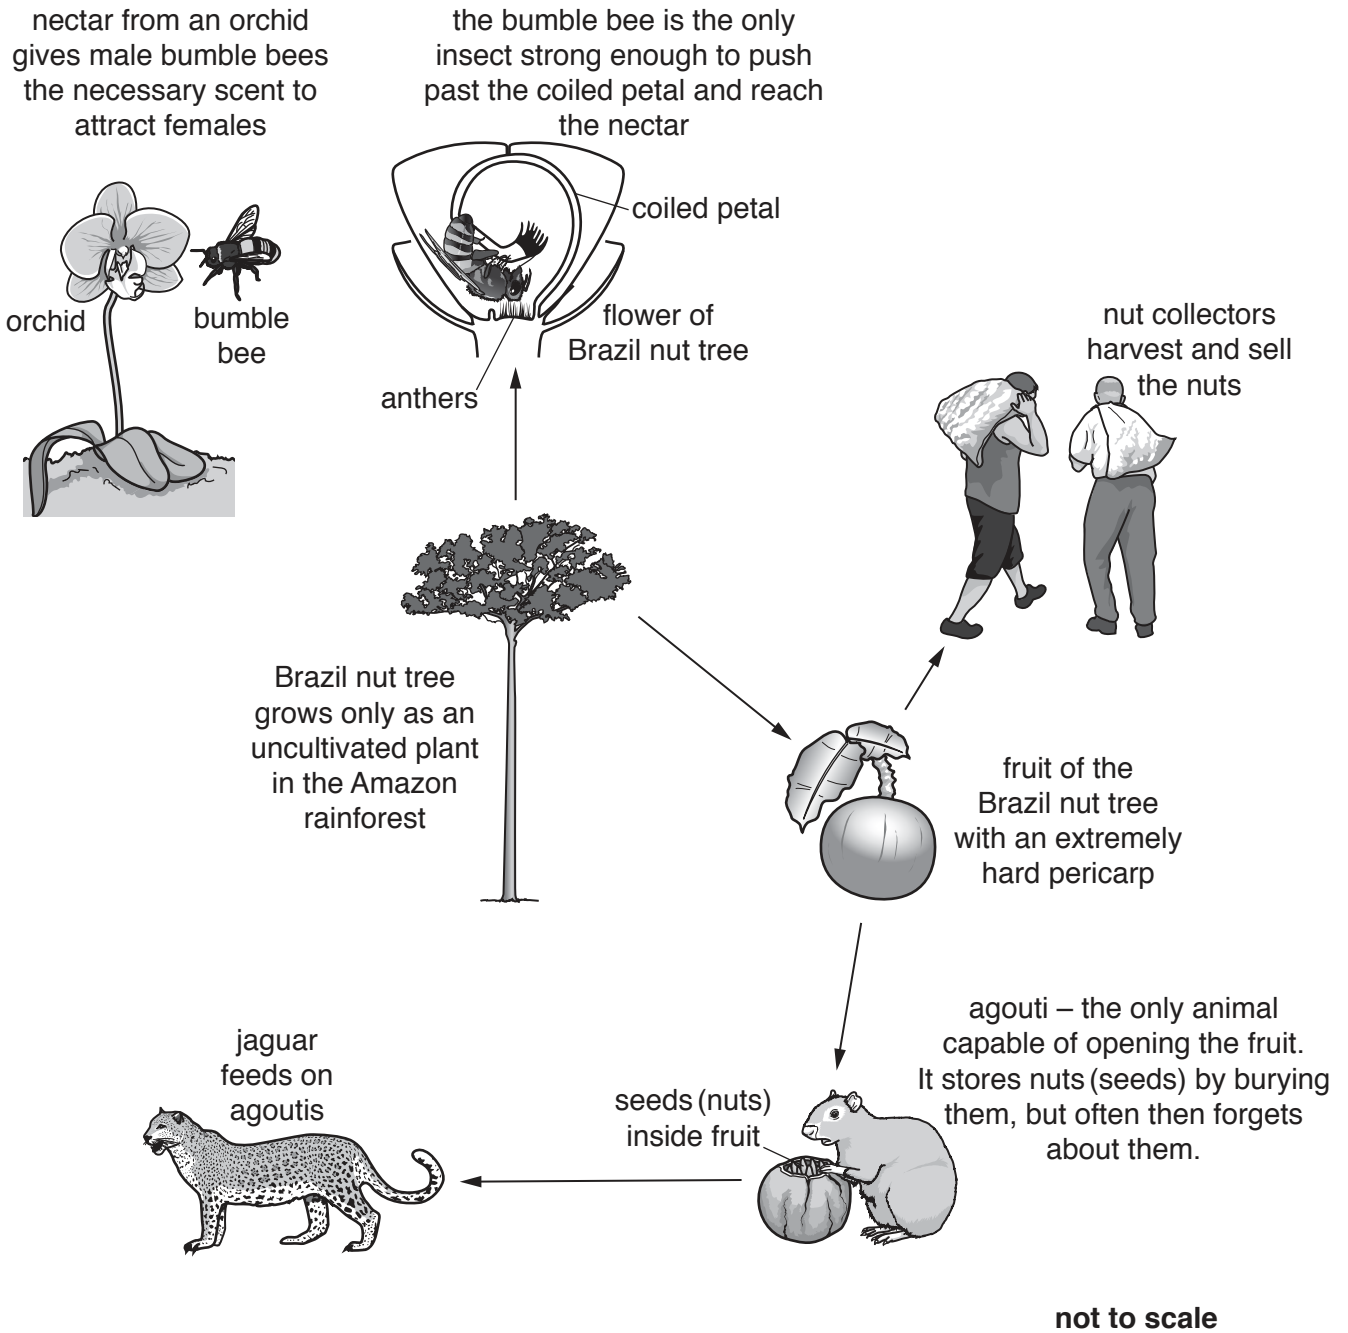 nectar from an orchid
gives male bumble bees
the necessary scent to
attract females
the bumble bee is the only
insect strong enough to push
past the coiled petal and reach
the nectar
coiled petal
orchid
bumble
bee
flower of
Brazil nut tree
anthers
nut collectors
harvest and sell
the nuts
Brazil nut tree
grows only as an
uncultivated plant
in the Amazon
rainforest
fruit of the
Brazil nut tree
with an extremely
hard pericarp
agouti – the only animal
capable of opening the fruit.
It stores nuts (seeds) by burying
them, but often then forgets
about them.
seeds (nuts)
inside fruit
jaguar
feeds on
agoutis
not to scale